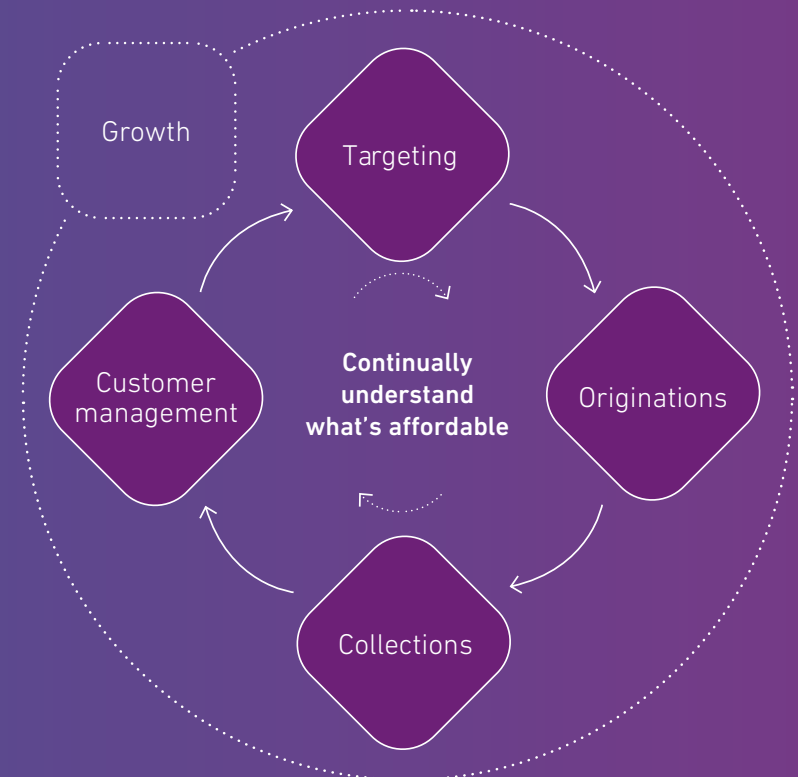 Growth
Targeting
Continually
understand
what's affordable
Customer
management
Originations
Collections